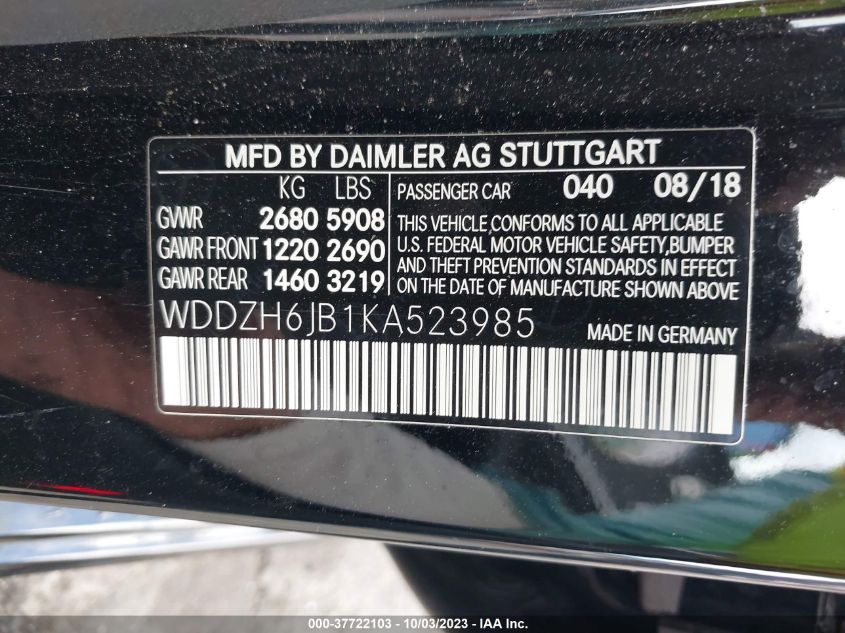 MFD BY DAIMLER AG STUTTGART
KG LBS
GVWR 2680 5908
GAWR FRONT 1220 2690
GAWR REAR 1460 3219
PASSENGER CAR 040 08/18
THIS VEHICLE CONFORMS TO ALL APPLICABLE
U.S. FEDERAL MOTOR VEHICLE SAFETY, BUMPER
AND THEFT PREVENTION STANDARDS IN EFFECT
ON THE DATE OF MANUFACTURE SHOWN ABOVE.
WDDZH6JB1KA523985 MADE IN GERMANY
000-37722103 - 10/03/2023 - IAA Inc.